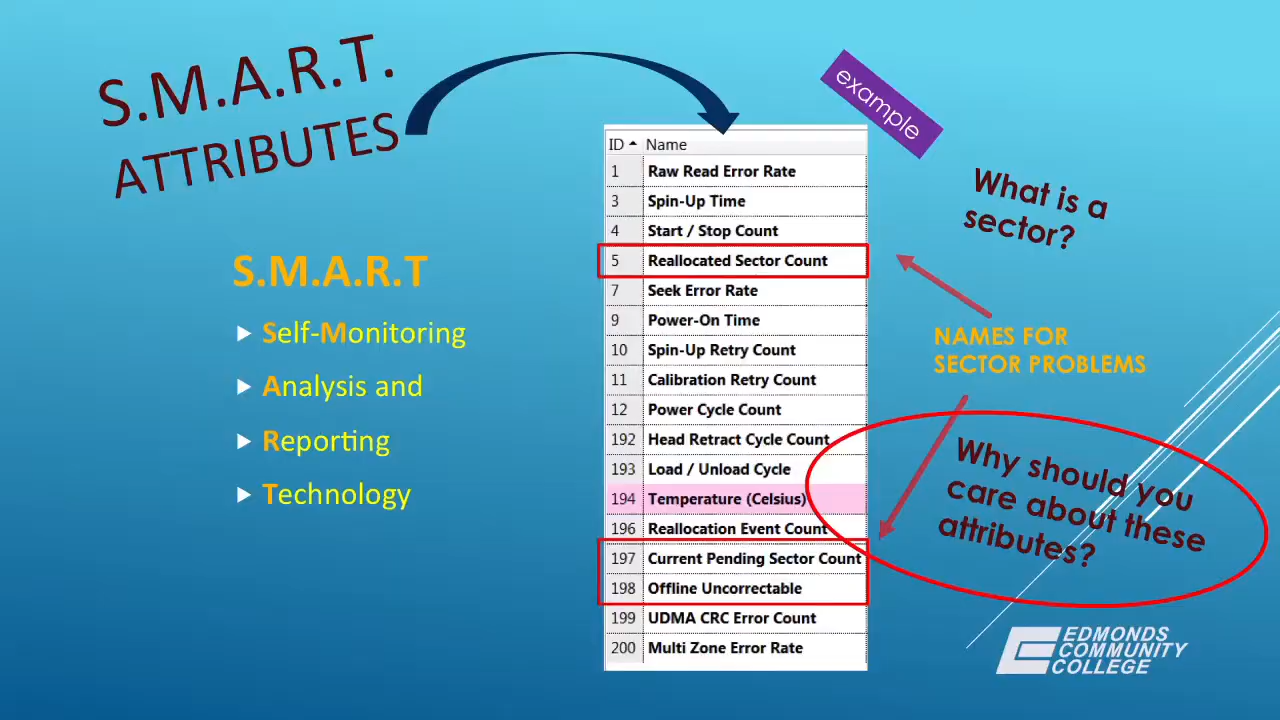 S.M.A.R.T.
ATTRIBUTES
S.M.A.R.T
Self-Monitoring
Analysis and
Reporting
Technology
example
ID Name
1 Raw Read Error Rate
3 Spin-Up Time
4 Start / Stop Count
5 Reallocated Sector Count
7 Seek Error Rate
9 Power-On Time
10 Spin-Up Retry Count
11 Calibration Retry Count
12 Power Cycle Count
192 Head Retract Cycle Count
193 Load / Unload Cycle
194 Temperature (Celsius)
196 Reallocation Event Count
197 Current Pending Sector Count
198 Offline Uncorrectable
199 UDMA CRC Error Count
200 Multi Zone Error Rate
What is a
sector?
NAMES FOR
SECTOR PROBLEMS
Why should you
care about these
attributes?
EDMONDS
COMMUNITY
COLLEGE